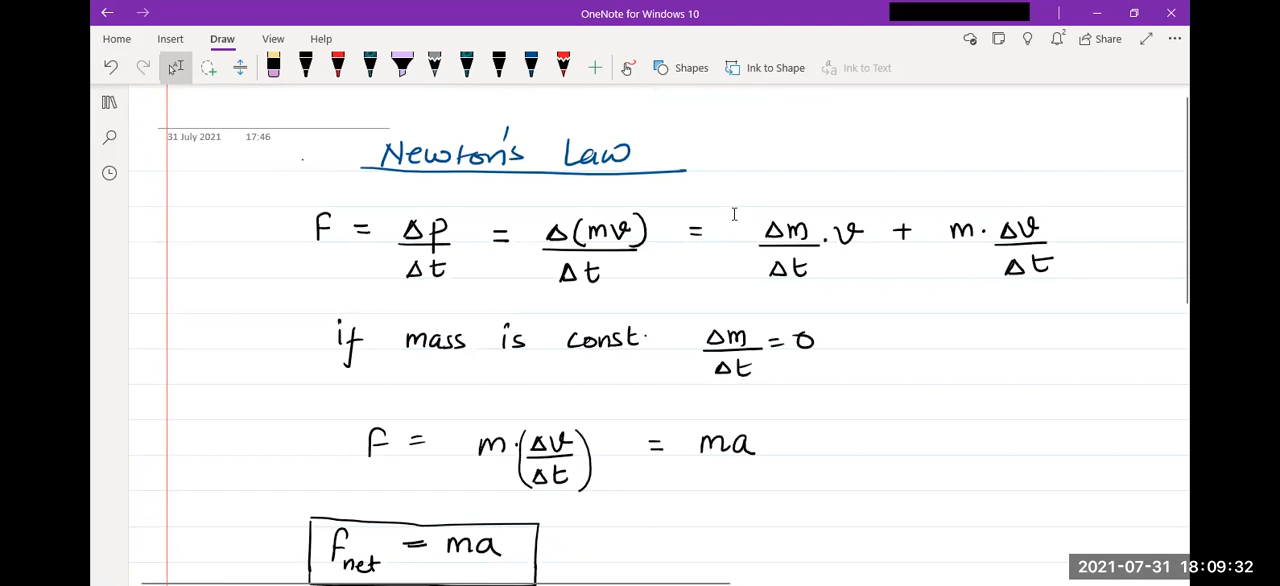 OneNote for Windows 10
Home Insert Draw View Help
Share
Shapes Ink to Shape Ink to Text
31 July 2021 17:46
Newton's Law
F = Δp/Δt = Δ(mv)/Δt = Δm/Δt . v + m . Δv/Δt
if mass is const. Δm/Δt = 0
F = m.(Δv/Δt) = ma
Fnet = ma
2021-07-31 18:09:32